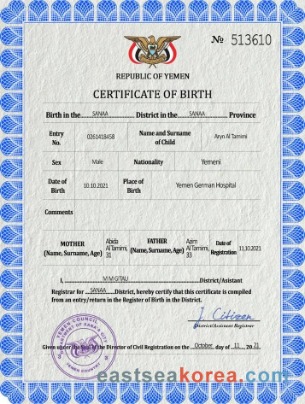 № 513610
REPUBLIC OF YEMEN
CERTIFICATE OF BIRTH
Birth in the SANAA District in the SANAA Province
Entry No. 0261418458 Name and Surname of Child Aryn Al Tamimi
Sex Male Nationality Yemeni
Date of Birth 10.10.2021 Place of Birth Yemen German Hospital
Comments
MOTHER (Name, Surname, Age) Abida Al Tamimi, 31 FATHER (Name, Surname, Age) Azim Al Tamimi, 33 Date of Registration 11.10.2021
I, District/Asistant
Registrar for SANAA District, hereby certify that this certificate is compiled
from an entry/return in the Register of Birth in the District.
J. Citizen
District/Assistant Registrar
Given under the Seal of the Director of Civil Registration on the October day of 11 20 21
eastseakorea.com